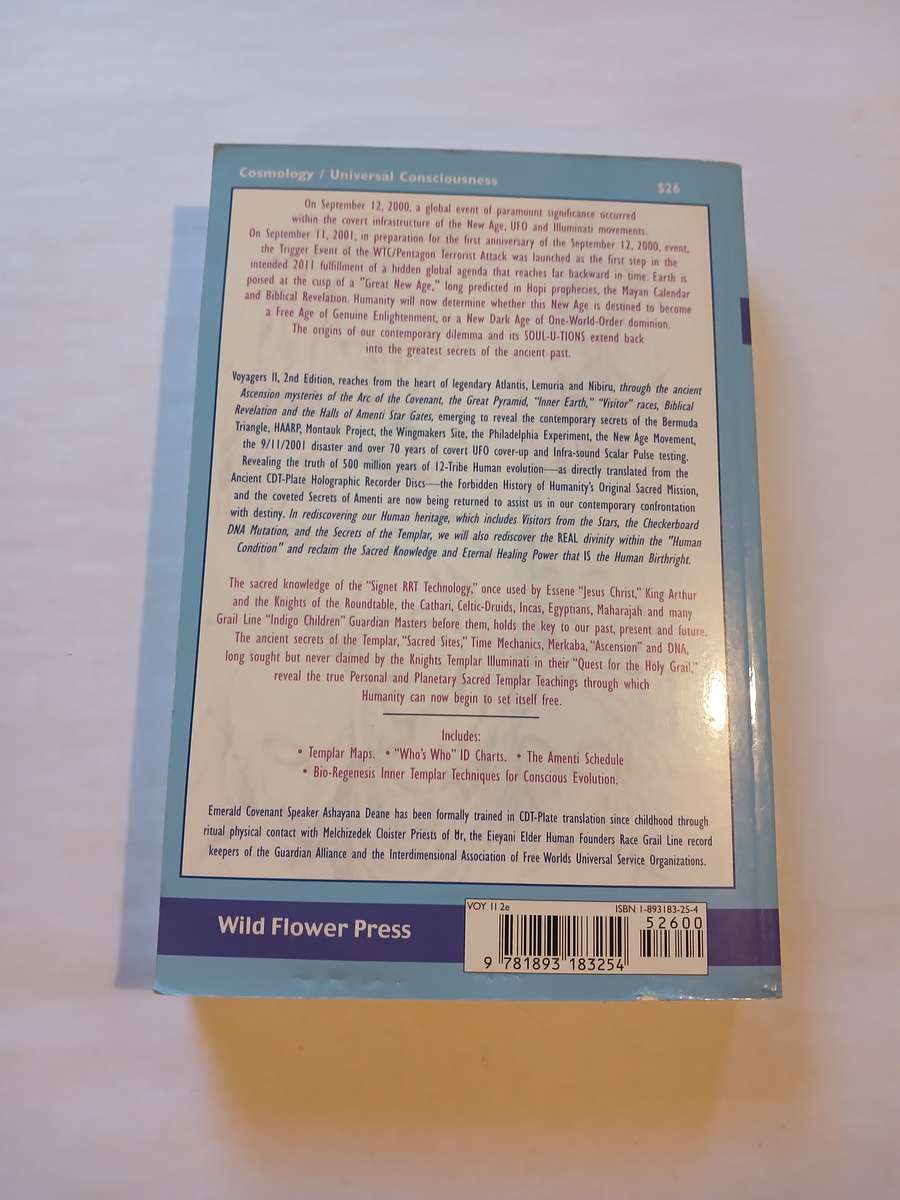 Cosmology / Universal Consciousness
$26
On September 12, 2000, a global event of paramount significance occurred
within the covert infrastructure of the New Age, UFO and Illuminati movements.
On September 11, 2001, in preparation for the first anniversary of the September 12, 2000, event,
the Trigger Event of the WTC/Pentagon Terrorist Attack was launched as the first step in the
intended 2011 fulfillment of a hidden global agenda that reaches far backward in time. Earth is
poised at the cusp of a "Great New Age," long predicted in Hopi prophecies, the Mayan Calendar
and Biblical Revelation. Humanity will now determine whether this New Age is destined to become
a Free Age of Genuine Enlightenment, or a New Dark Age of One-World-Order dominion.
The origins of our contemporary dilemma and its SOUL-U-TIONS extend back
into the greatest secrets of the ancient past.
Voyagers II, 2nd Edition, reaches from the heart of legendary Atlantis, Lemuria and Nibiru, through the ancient
Ascension mysteries of the Arc of the Covenant, the Great Pyramid, "Inner Earth," "Visitor" races, Biblical
Revelation and the Halls of Amenti Star Gates, emerging to reveal the contemporary secrets of the Bermuda
Triangle, HAARP, Montauk Project, the Wingmakers Site, the Philadelphia Experiment, the New Age Movement,
the 9/11/2001 disaster and over 70 years of covert UFO cover-up and Infra-sound Scalar Pulse testing.
Revealing the truth of 500 million years of 12-Tribe Human evolution—as directly translated from the
Ancient CDT-Plate Holographic Recorder Discs—the Forbidden History of Humanity's Original Sacred Mission,
and the coveted Secrets of Amenti are now being returned to assist us in our contemporary confrontation
with destiny. In rediscovering our Human heritage, which includes Visitors from the Stars, the Checkerboard
DNA Mutation, and the Secrets of the Templar, we will also rediscover the REAL divinity within the "Human
Condition" and reclaim the Sacred Knowledge and Eternal Healing Power that IS the Human Birthright.
The sacred knowledge of the "Signet RRT Technology," once used by Essene "Jesus Christ," King Arthur
and the Knights of the Roundtable, the Cathari, Celtic-Druids, Incas, Egyptians, Maharajah and many
Grail Line "Indigo Children" Guardian Masters before them, holds the key to our past, present and future.
The ancient secrets of the Templar, "Sacred Sites," Time Mechanics, Merkaba, "Ascension" and DNA,
long sought but never claimed by the Knights Templar Illuminati in their "Quest for the Holy Grail,"
reveal the true Personal and Planetary Sacred Templar Teachings through which
Humanity can now begin to set itself free.
Includes:
• Templar Maps. • "Who's Who" ID Charts. • The Amenti Schedule
• Bio-Regenesis Inner Templar Techniques for Conscious Evolution.
Emerald Covenant Speaker Ashayana Deane has been formally trained in CDT-Plate translation since childhood through
ritual physical contact with Melchizedek Cloister Priests of Ur, the Eieyani Elder Human Founders Race Grail Line record
keepers of the Guardian Alliance and the Interdimensional Association of Free Worlds Universal Service Organizations.
Wild Flower Press
VOY II 2e
ISBN 1-893183-25-4
52600
9 781893 183254